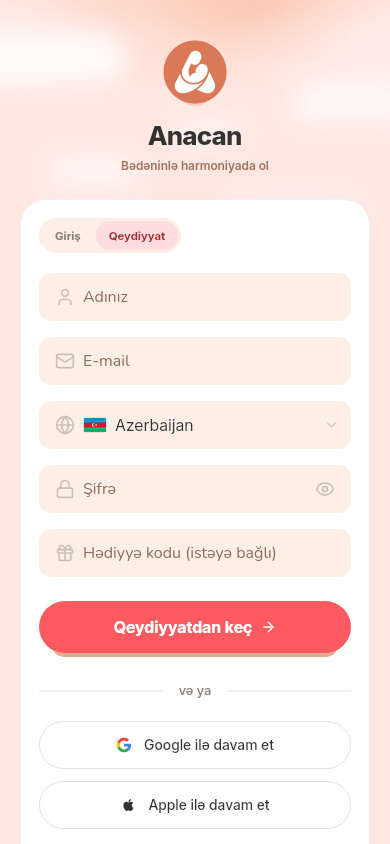 Anacan
Bədəninlə harmoniyada ol
Giriş
Qeydiyyat
Adınız
E-mail
Azerbaijan
Şifrə
Hədiyyə kodu (istəyə bağlı)
Qeydiyyatdan keç
və ya
Google ilə davam et
Apple ilə davam et